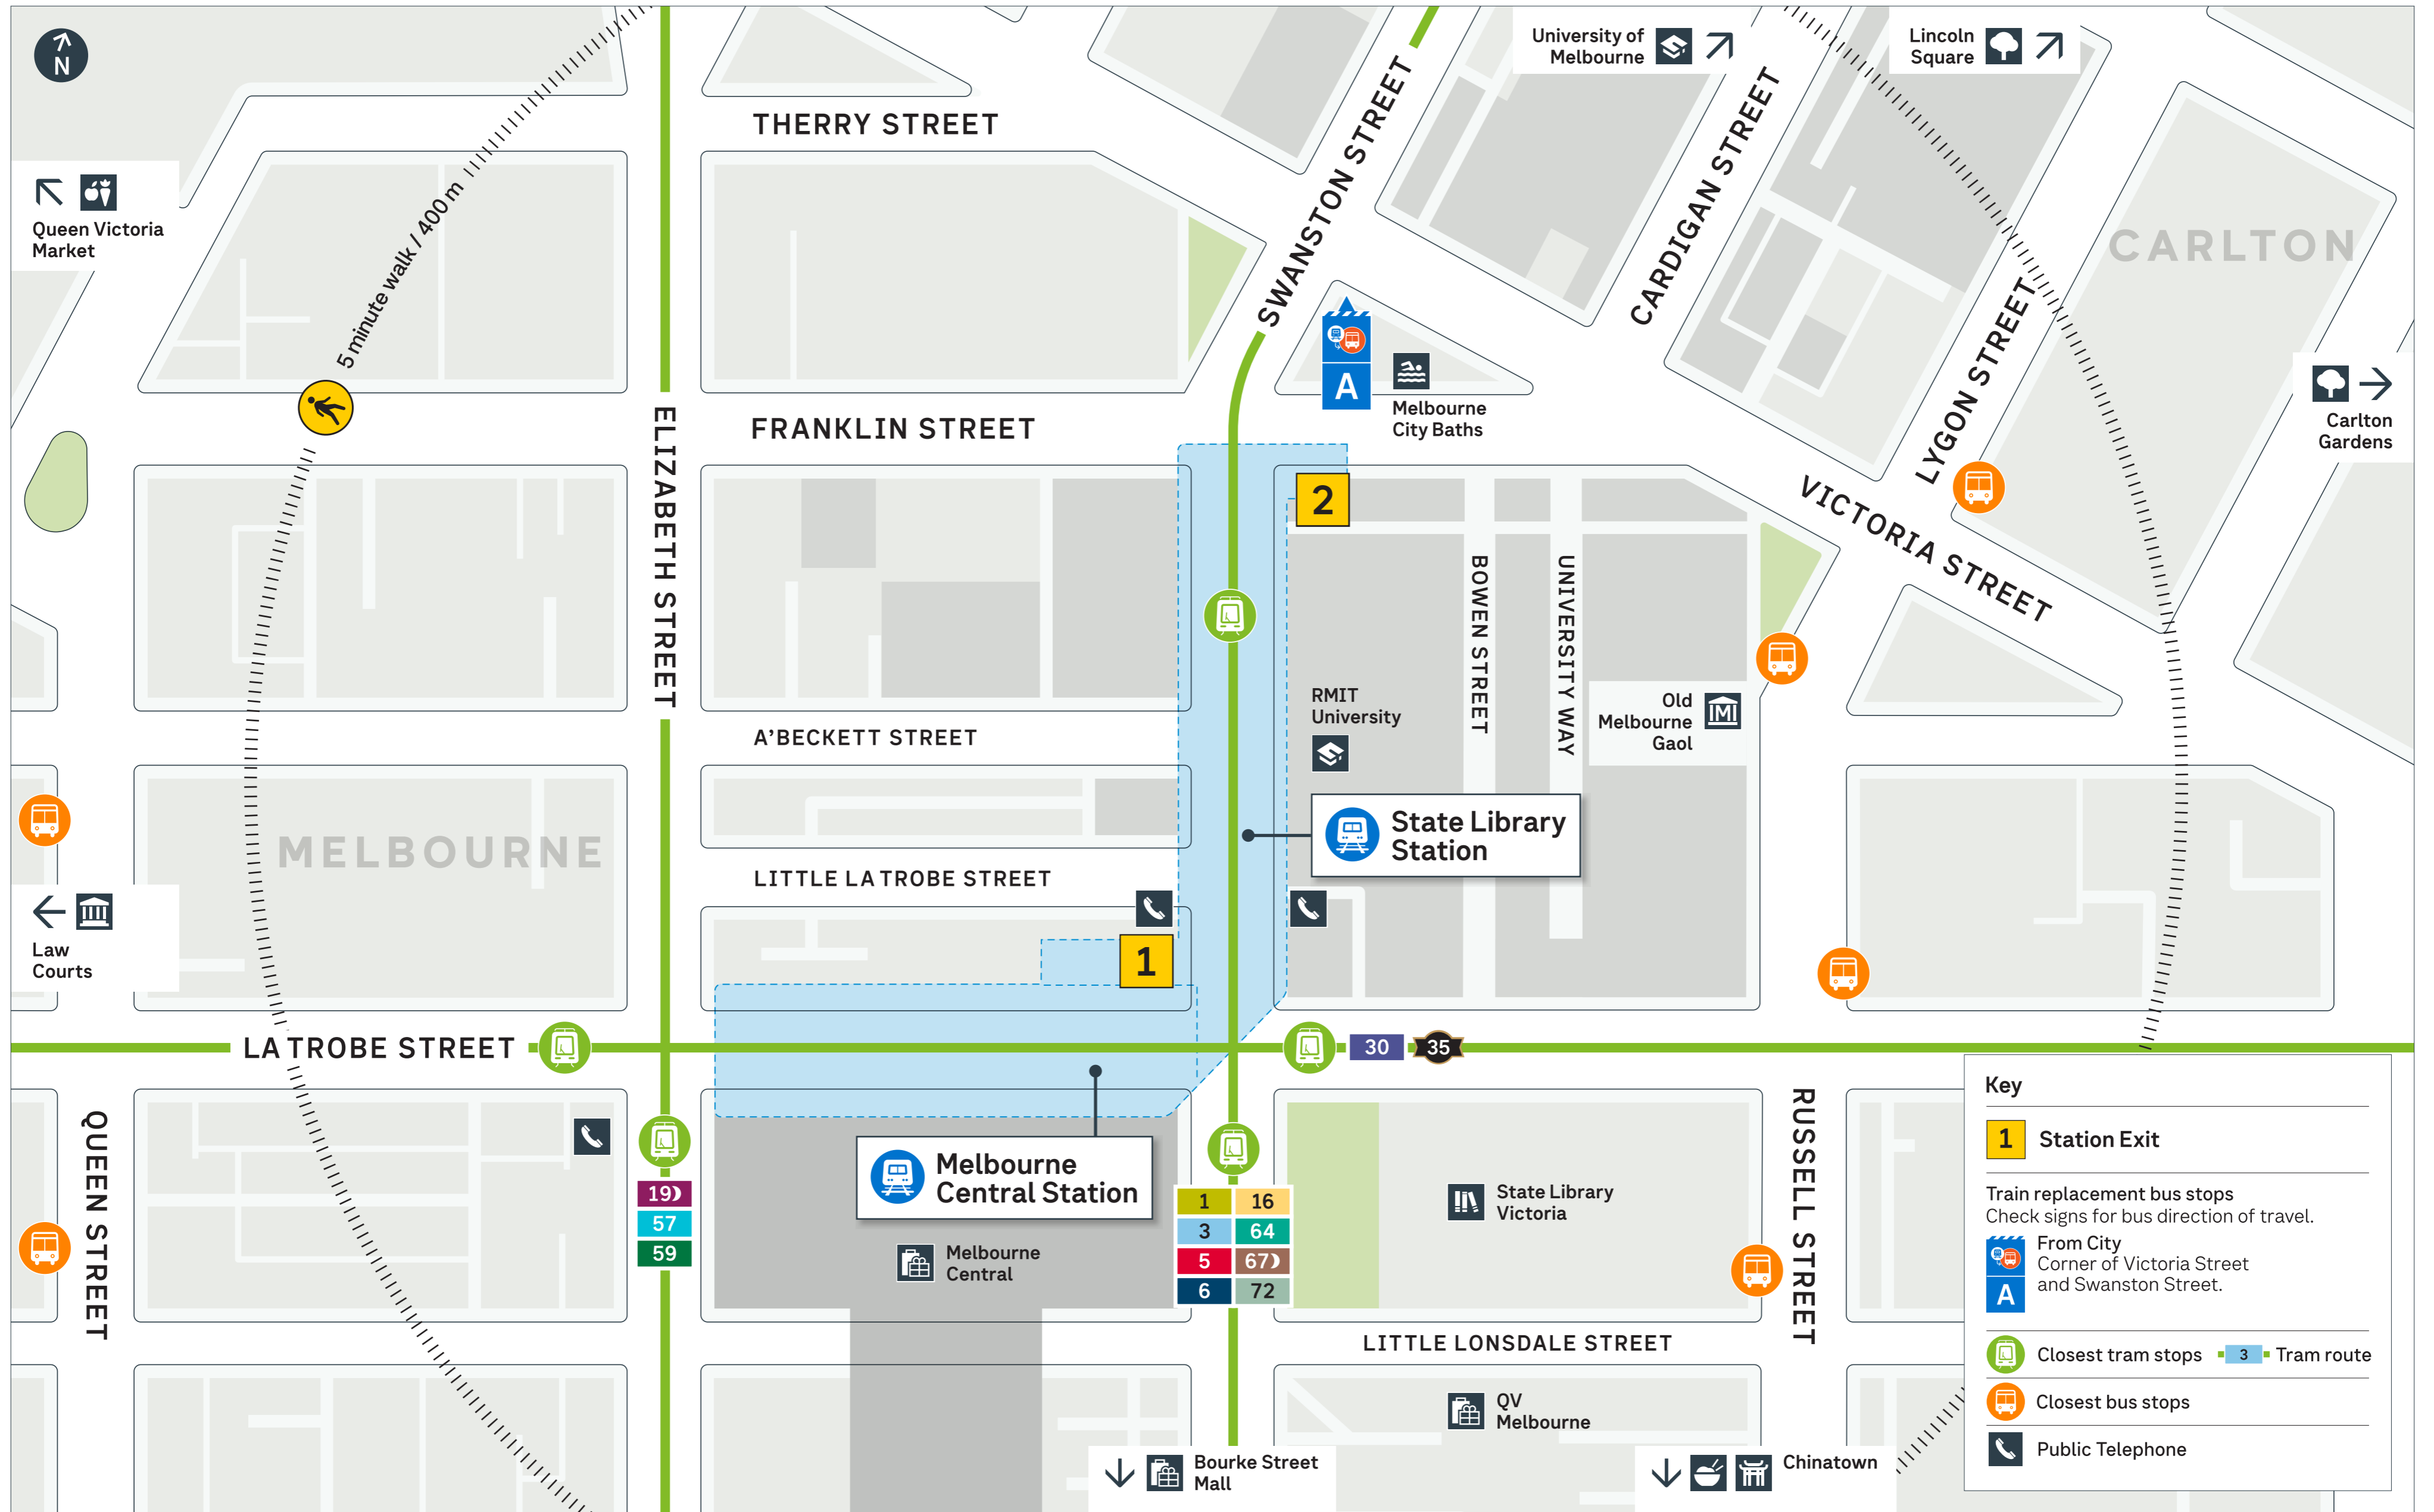 N
University of
Melbourne
Lincoln
Square
THERRY STREET
SWANSTON STREET
CARDIGAN STREET
Queen Victoria
Market
5 minute walk / 400 m
CARLTON
LYGON STREET
A
Melbourne
City Baths
Carlton
Gardens
FRANKLIN STREET
ELIZABETH STREET
2
VICTORIA STREET
BOWEN STREET
UNIVERSITY WAY
RMIT
University
Old
Melbourne
Gaol
A'BECKETT STREET
State Library
Station
MELBOURNE
LITTLE LA TROBE STREET
Law
Courts
1
LA TROBE STREET
30
35
QUEEN STREET
Melbourne
Central Station
19
57
59
Melbourne
Central
1
16
3
64
5
67
6
72
State Library
Victoria
RUSSELL STREET
LITTLE LONSDALE STREET
QV
Melbourne
Bourke Street
Mall
Chinatown
Key
1
Station Exit
Train replacement bus stops
Check signs for bus direction of travel.
From City
Corner of Victoria Street
and Swanston Street.
A
Closest tram stops
3
Tram route
Closest bus stops
Public Telephone